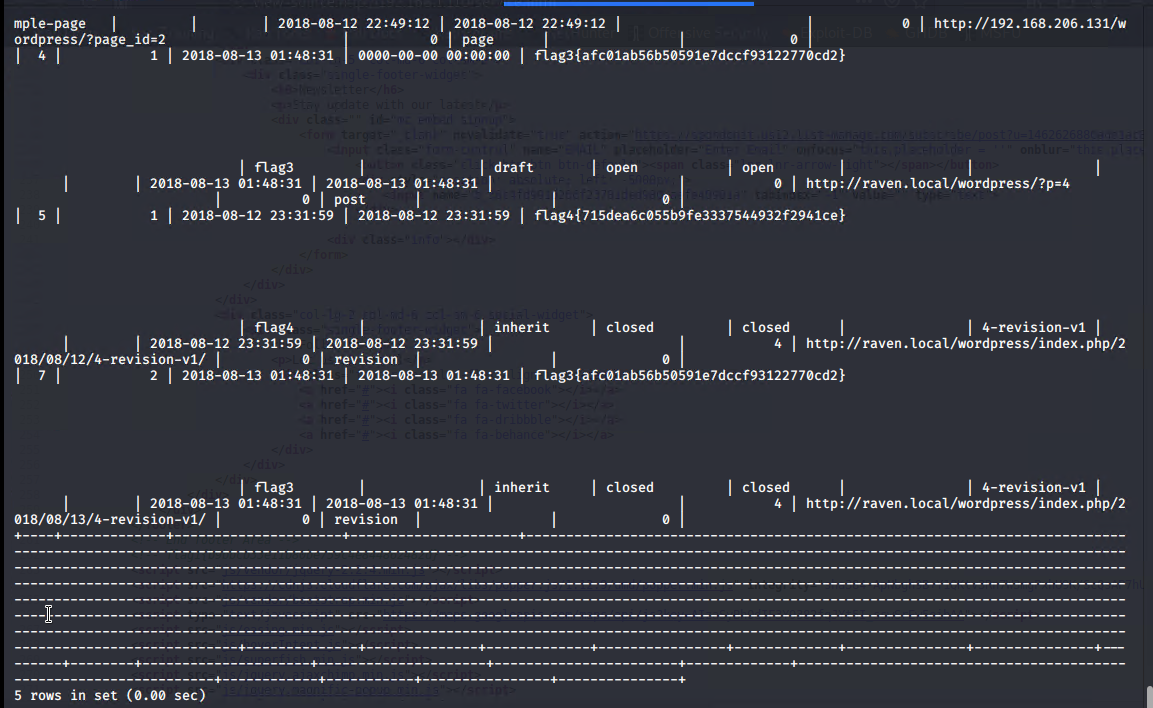 mple-page | | | 2018-08-12 22:49:12 | 2018-08-12 22:49:12 | | 0 | http://192.168.206.131/w
ordpress/?page_id=2 | 0 | page | | 0 |
| 4 | 1 | 2018-08-13 01:48:31 | 0000-00-00 00:00:00 | flag3{afc01ab56b50591e7dccf93122770cd2}
| flag3 | | draft | open | open | | |
| | 2018-08-13 01:48:31 | 2018-08-13 01:48:31 | | 0 | http://raven.local/wordpress/?p=4
| 0 | post | | 0 |
| 5 | 1 | 2018-08-12 23:31:59 | 2018-08-12 23:31:59 | flag4{715dea6c055b9fe3337544932f2941ce}
| flag4 | | inherit | closed | closed | | 4-revision-v1 |
| | 2018-08-12 23:31:59 | 2018-08-12 23:31:59 | | 4 | http://raven.local/wordpress/index.php/2
018/08/12/4-revision-v1/ | 0 | revision | | 0 |
| 7 | 2 | 2018-08-13 01:48:31 | 2018-08-13 01:48:31 | flag3{afc01ab56b50591e7dccf93122770cd2}
| flag3 | | inherit | closed | closed | | 4-revision-v1 |
| | 2018-08-13 01:48:31 | 2018-08-13 01:48:31 | | 4 | http://raven.local/wordpress/index.php/2
018/08/13/4-revision-v1/ | 0 | revision | | 0 |
5 rows in set (0.00 sec)